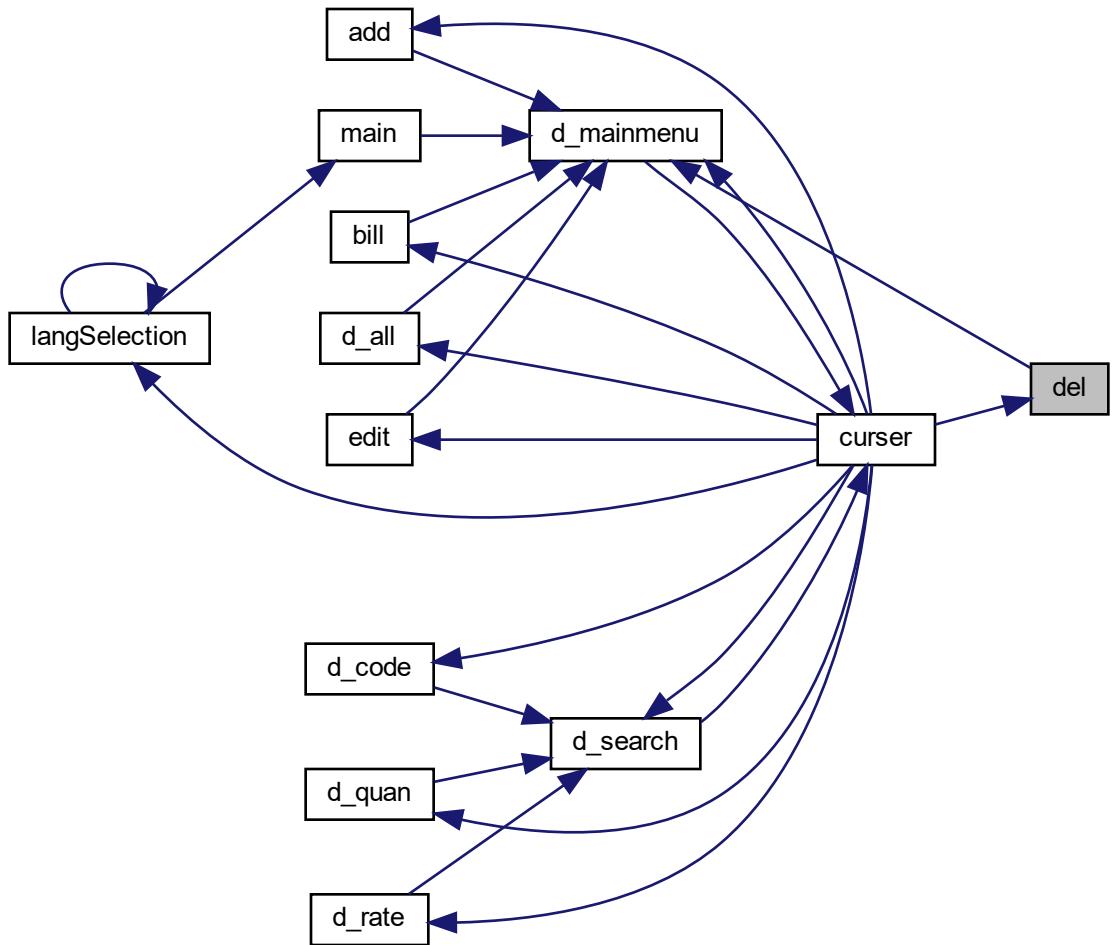 add
main
d_mainmenu
bill
langSelection
d_all
del
edit
curser
d_code
d_search
d_quan
d_rate